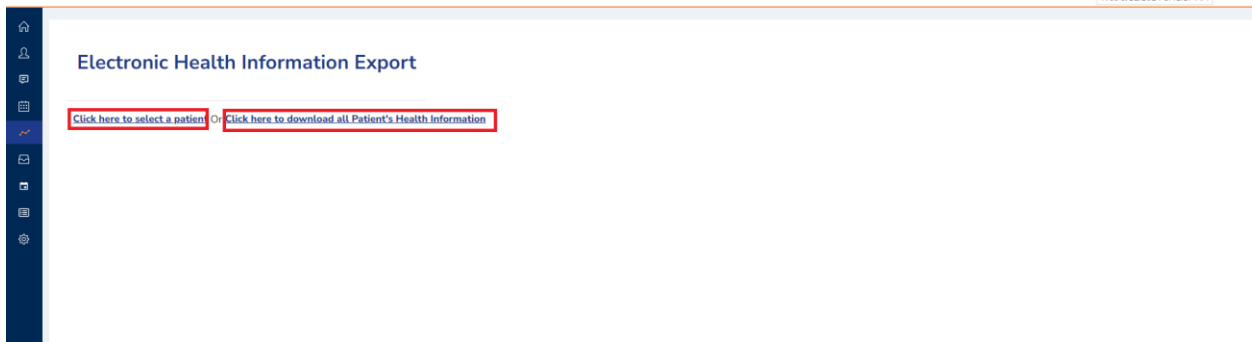 Electronic Health Information Export
Click here to select a patient Or Click here to download all Patient's Health Information